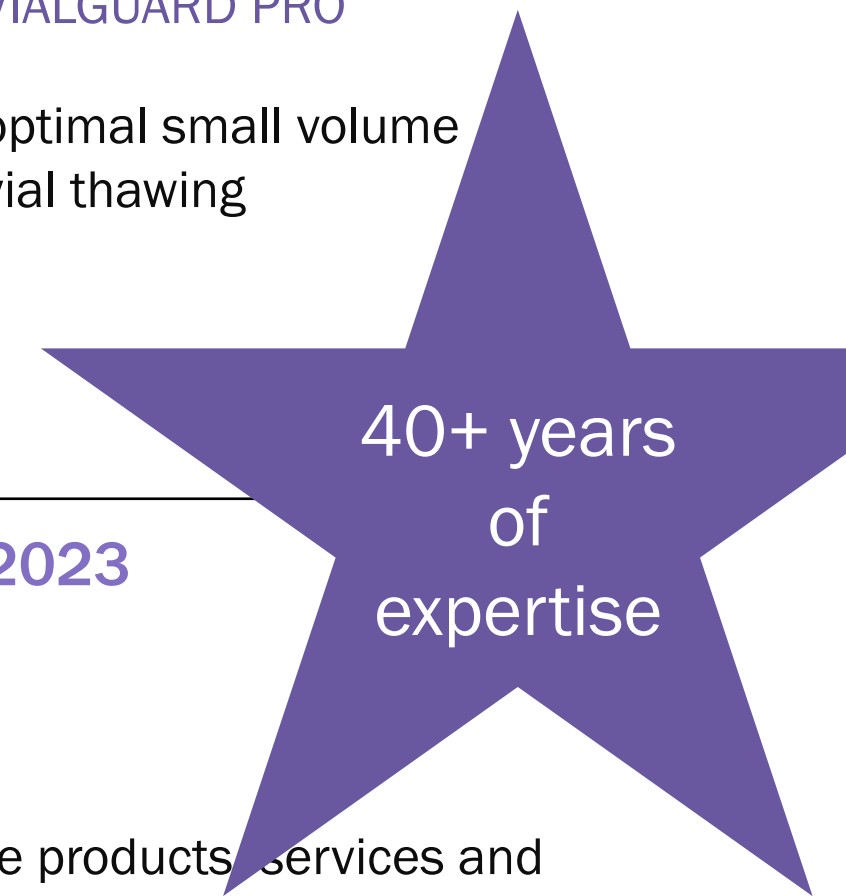 VIALGUARD PRO
optimal small volume
vial thawing
40+ years
of
expertise
2023
products, services and